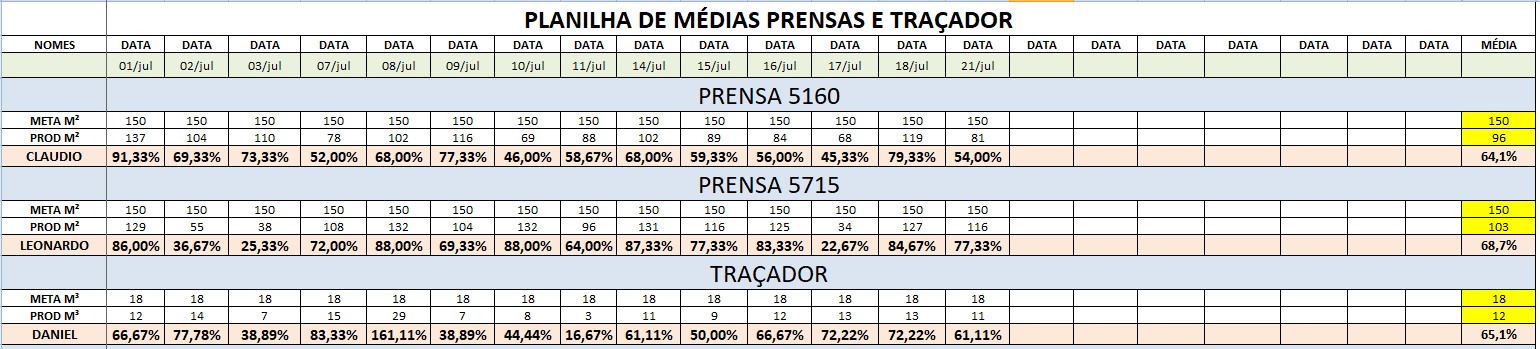 PLANILHA DE MÉDIAS PRENSAS E TRAÇADOR
NOMES DATA DATA DATA DATA DATA DATA DATA DATA DATA DATA DATA DATA DATA DATA DATA DATA DATA DATA DATA DATA DATA MÉDIA
01/jul 02/jul 03/jul 07/jul 08/jul 09/jul 10/jul 11/jul 14/jul 15/jul 16/jul 17/jul 18/jul 21/jul
PRENSA 5160
META M² 150 150 150 150 150 150 150 150 150 150 150 150 150 150 150
PROD M² 137 104 110 78 102 116 69 88 102 89 84 68 119 81 96
CLAUDIO 91,33% 69,33% 73,33% 52,00% 68,00% 77,33% 46,00% 58,67% 68,00% 59,33% 56,00% 45,33% 79,33% 54,00% 64,1%
PRENSA 5715
META M² 150 150 150 150 150 150 150 150 150 150 150 150 150 150 150
PROD M² 129 55 38 108 132 104 132 96 131 116 125 34 127 116 103
LEONARDO 86,00% 36,67% 25,33% 72,00% 88,00% 69,33% 88,00% 64,00% 87,33% 77,33% 83,33% 22,67% 84,67% 77,33% 68,7%
TRAÇADOR
META M³ 18 18 18 18 18 18 18 18 18 18 18 18 18 18 18
PROD M³ 12 14 7 15 29 7 8 3 11 9 12 13 13 11 12
DANIEL 66,67% 77,78% 38,89% 83,33% 161,11% 38,89% 44,44% 16,67% 61,11% 50,00% 66,67% 72,22% 72,22% 61,11% 65,1%